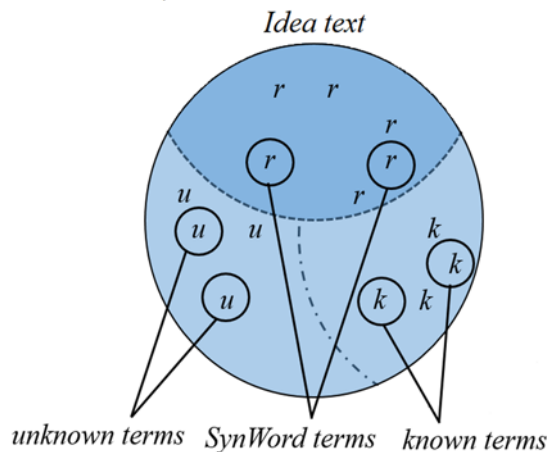 Idea text
r r
r
r r
r
u
u u
k
k
u k k
unknown terms SynWord terms known terms